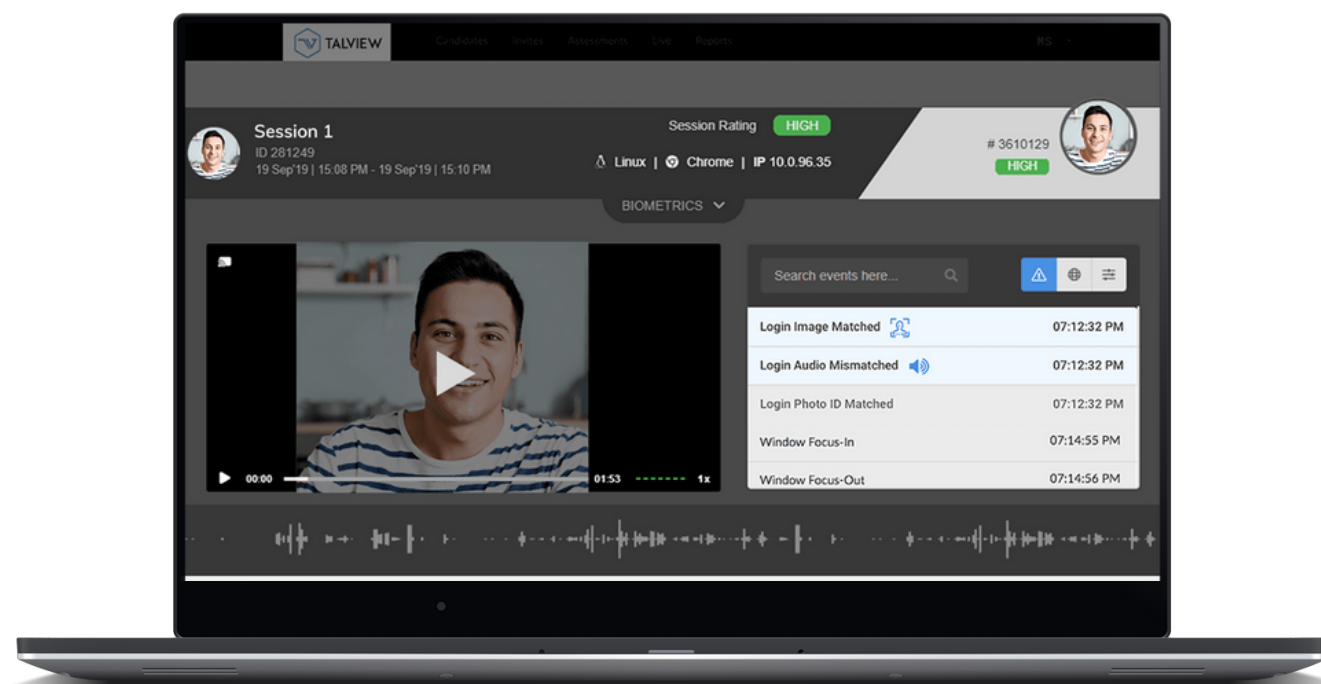 TALVIEW
Candidates Invites Assessments Live Reports
MS
Session 1
ID 281249
19 Sep'19 | 15:08 PM - 19 Sep'19 | 15:10 PM
Session Rating HIGH
Linux | Chrome | IP 10.0.96.35
# 3610129
HIGH
BIOMETRICS
Search events here...
Login Image Matched 07:12:32 PM
Login Audio Mismatched 07:12:32 PM
Login Photo ID Matched 07:12:32 PM
Window Focus-In 07:14:55 PM
Window Focus-Out 07:14:56 PM
00:00 01:53 1x